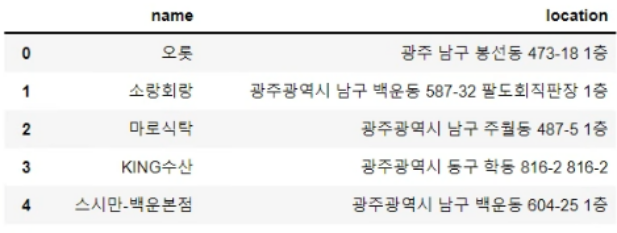 name location
0 오롯 광주 남구 봉선동 473-18 1층
1 소랑회랑 광주광역시 남구 백운동 587-32 팔도회직판장 1층
2 마로식탁 광주광역시 남구 주월동 487-5 1층
3 KING수산 광주광역시 동구 학동 816-2 816-2
4 스시만-백운본점 광주광역시 남구 백운동 604-25 1층